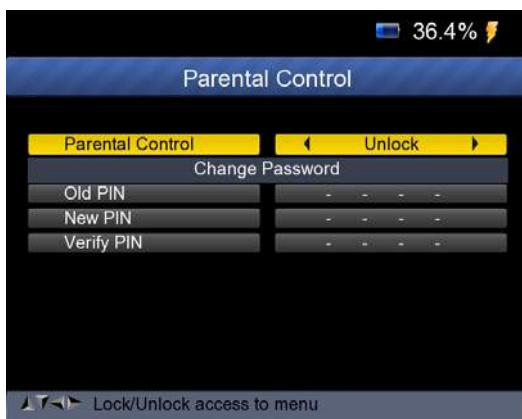 36.4%
Parental Control
Parental Control Unlock
Change Password
Old PIN - - - -
New PIN - - - -
Verify PIN - - - -
Lock/Unlock access to menu